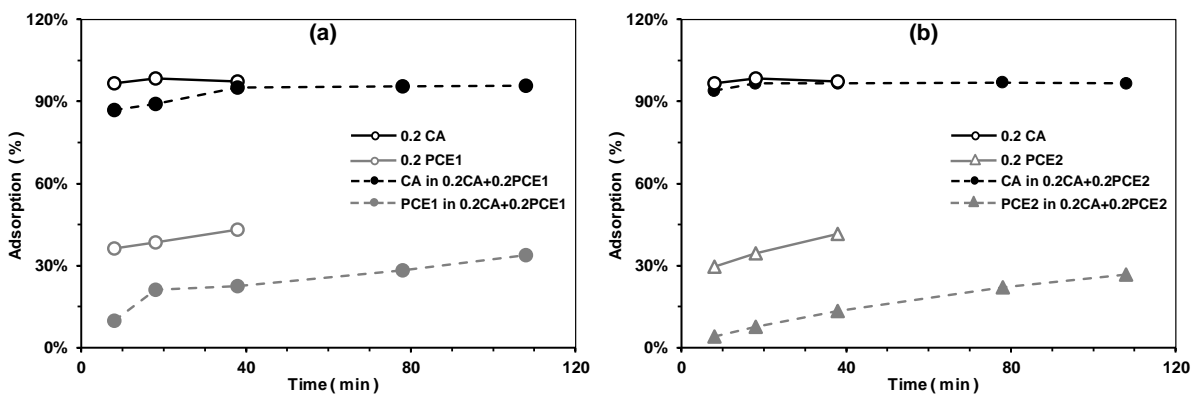 (a)
120%
90%
60%
30%
0%
Adsorption (%)
0.2 CA
0.2 PCE1
CA in 0.2CA+0.2PCE1
PCE1 in 0.2CA+0.2PCE1
0 40 80 120
Time (min)
(b)
120%
90%
60%
30%
0%
Adsorption (%)
0.2 CA
0.2 PCE2
CA in 0.2CA+0.2PCE2
PCE2 in 0.2CA+0.2PCE2
0 40 80 120
Time (min)